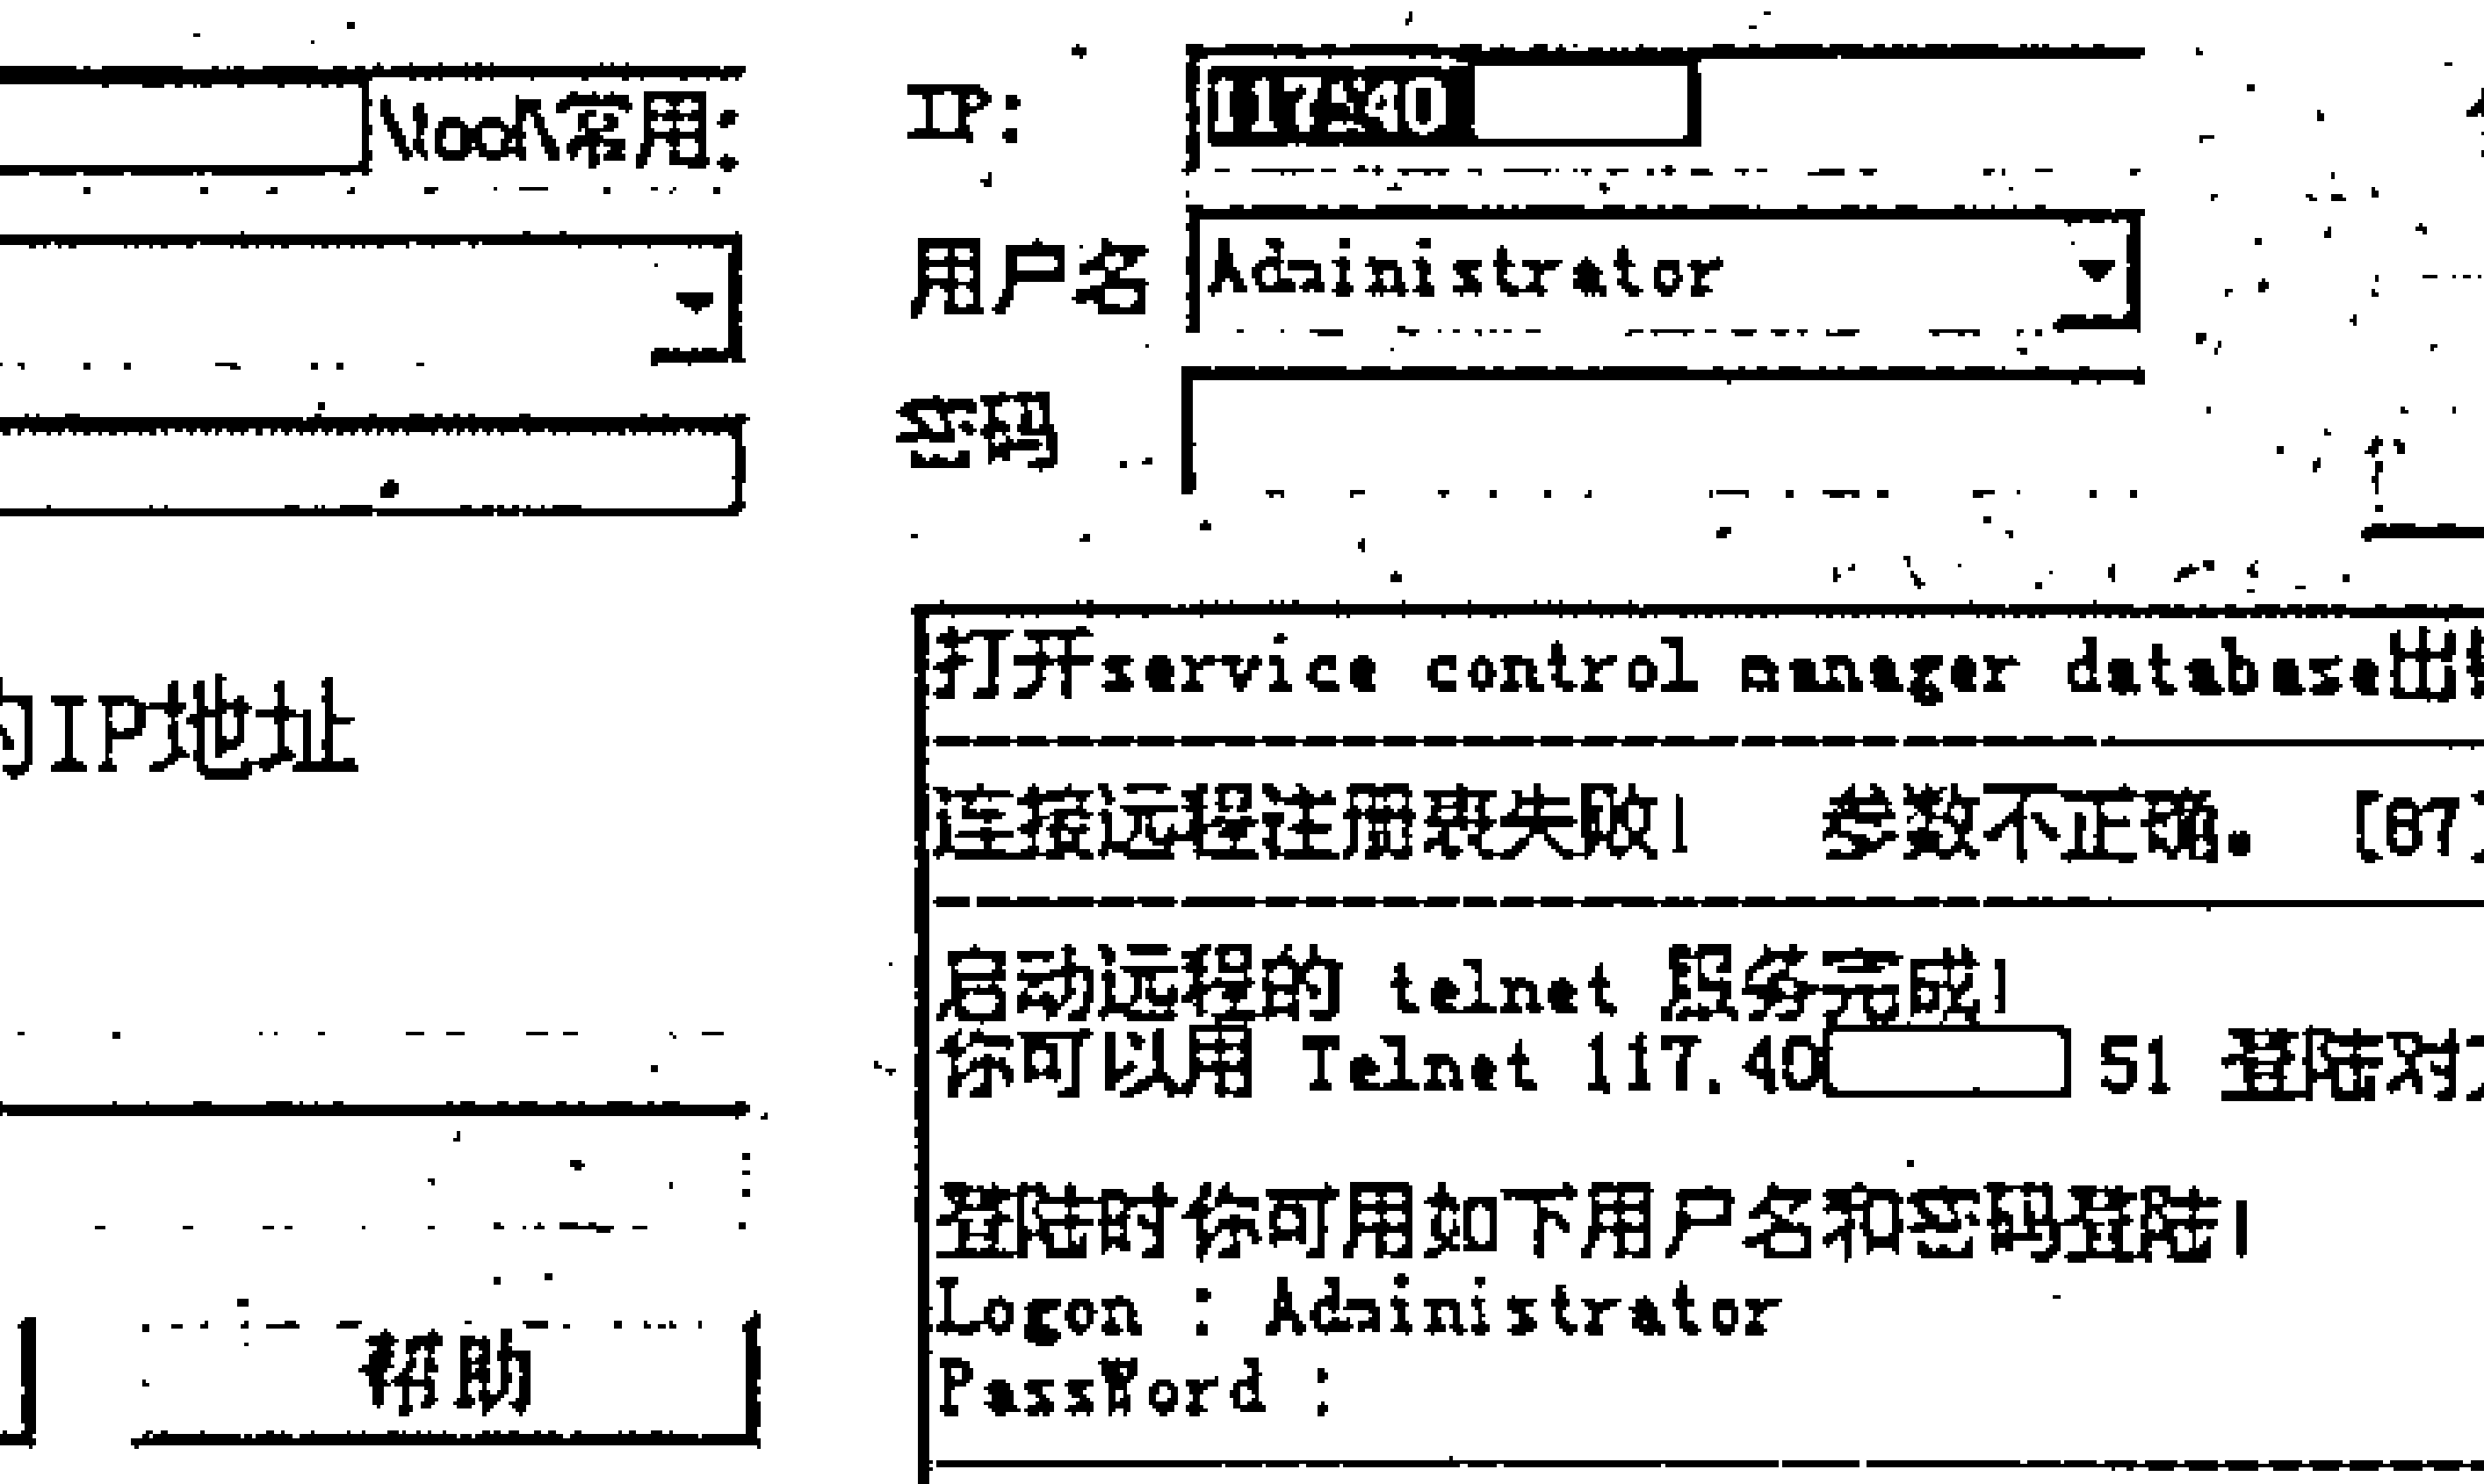 \tool\常用:
的IP地址
帮助
IP: 117.40
用户名 Administrator
密码
打开service control manager database出错
连接远程注册表失败! 参数不正确。 [87]
启动远程的 telnet 服务完成!
你可以用 Telnet 117.40 51 登陆对
登陆时你可用如下用户名和密码登陆!
Logon : Administrator
PassWord :